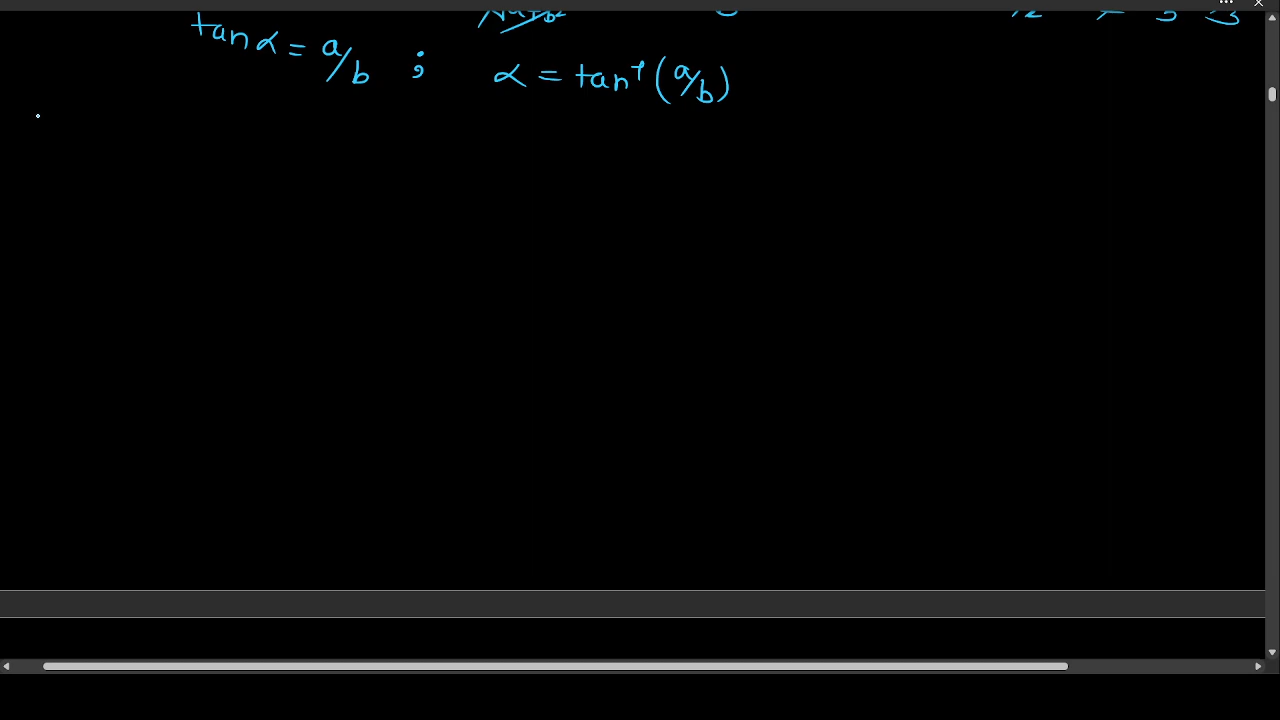 tan α = a/b ; α = tan⁻¹ (a/b)